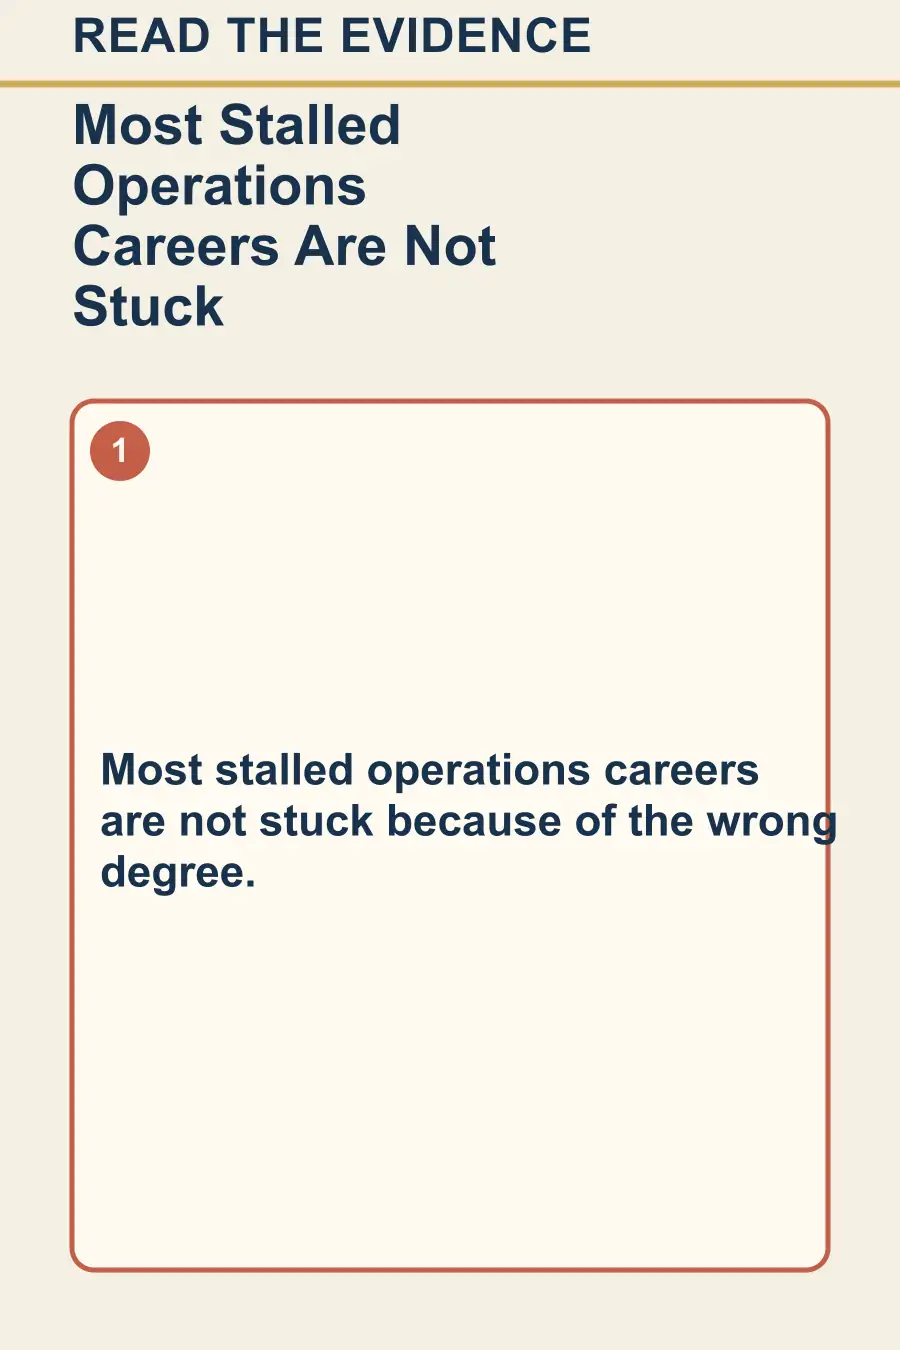 READ THE EVIDENCE
Most Stalled
Operations
Careers Are Not
Stuck
1
Most stalled operations careers
are not stuck because of the wrong
degree.